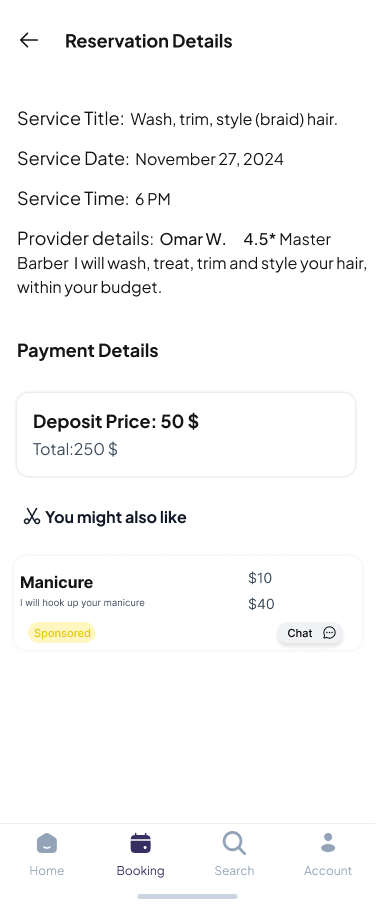 Reservation Details
Service Title: Wash, trim, style (braid) hair.
Service Date: November 27, 2024
Service Time: 6 PM
Provider details: Omar W. 4.5* Master
Barber I will wash, treat, trim and style your hair,
within your budget.
Payment Details
Deposit Price: 50 $
Total:250 $
You might also like
Manicure
$10
I will hook up your manicure
$40
Sponsored
Chat
Home
Booking
Search
Account